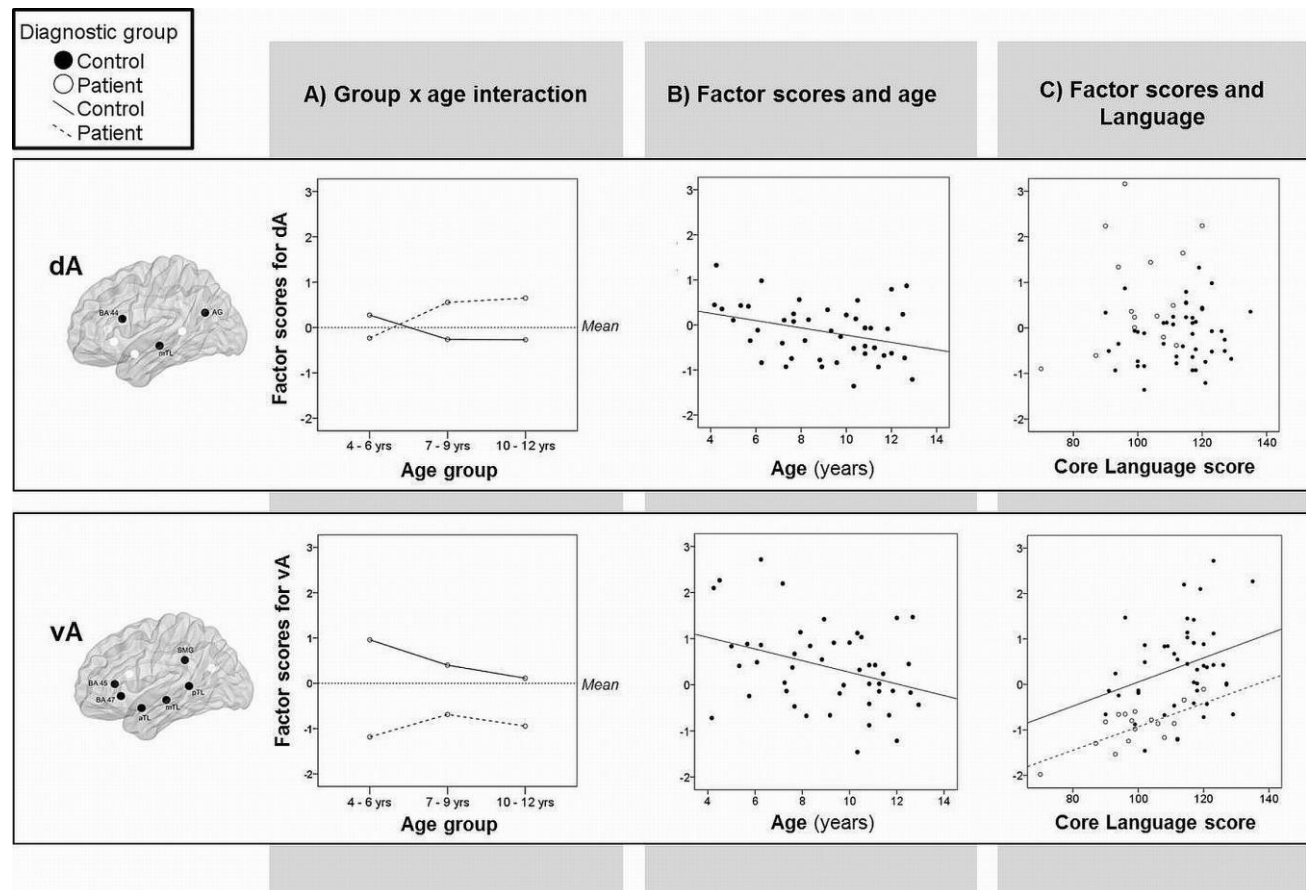 Diagnostic group
Control
Patient
Control
Patient
A) Group x age interaction
B) Factor scores and age
C) Factor scores and
Language
dA
BA 44
AG
mTL
Factor scores for dA
3
2
1
0
-1
-2
Mean
4 - 6 yrs
7 - 9 yrs
10 - 12 yrs
Age group
3
2
1
0
-1
-2
4
6
8
10
12
14
Age (years)
3
2
1
0
-1
-2
80
100
120
140
Core Language score
vA
SMG
BA 45
BA 47
pTL
mTL
aTL
Factor scores for vA
3
2
1
0
-1
-2
Mean
4 - 6 yrs
7 - 9 yrs
10 - 12 yrs
Age group
3
2
1
0
-1
-2
4
6
8
10
12
14
Age (years)
3
2
1
0
-1
-2
80
100
120
140
Core Language score